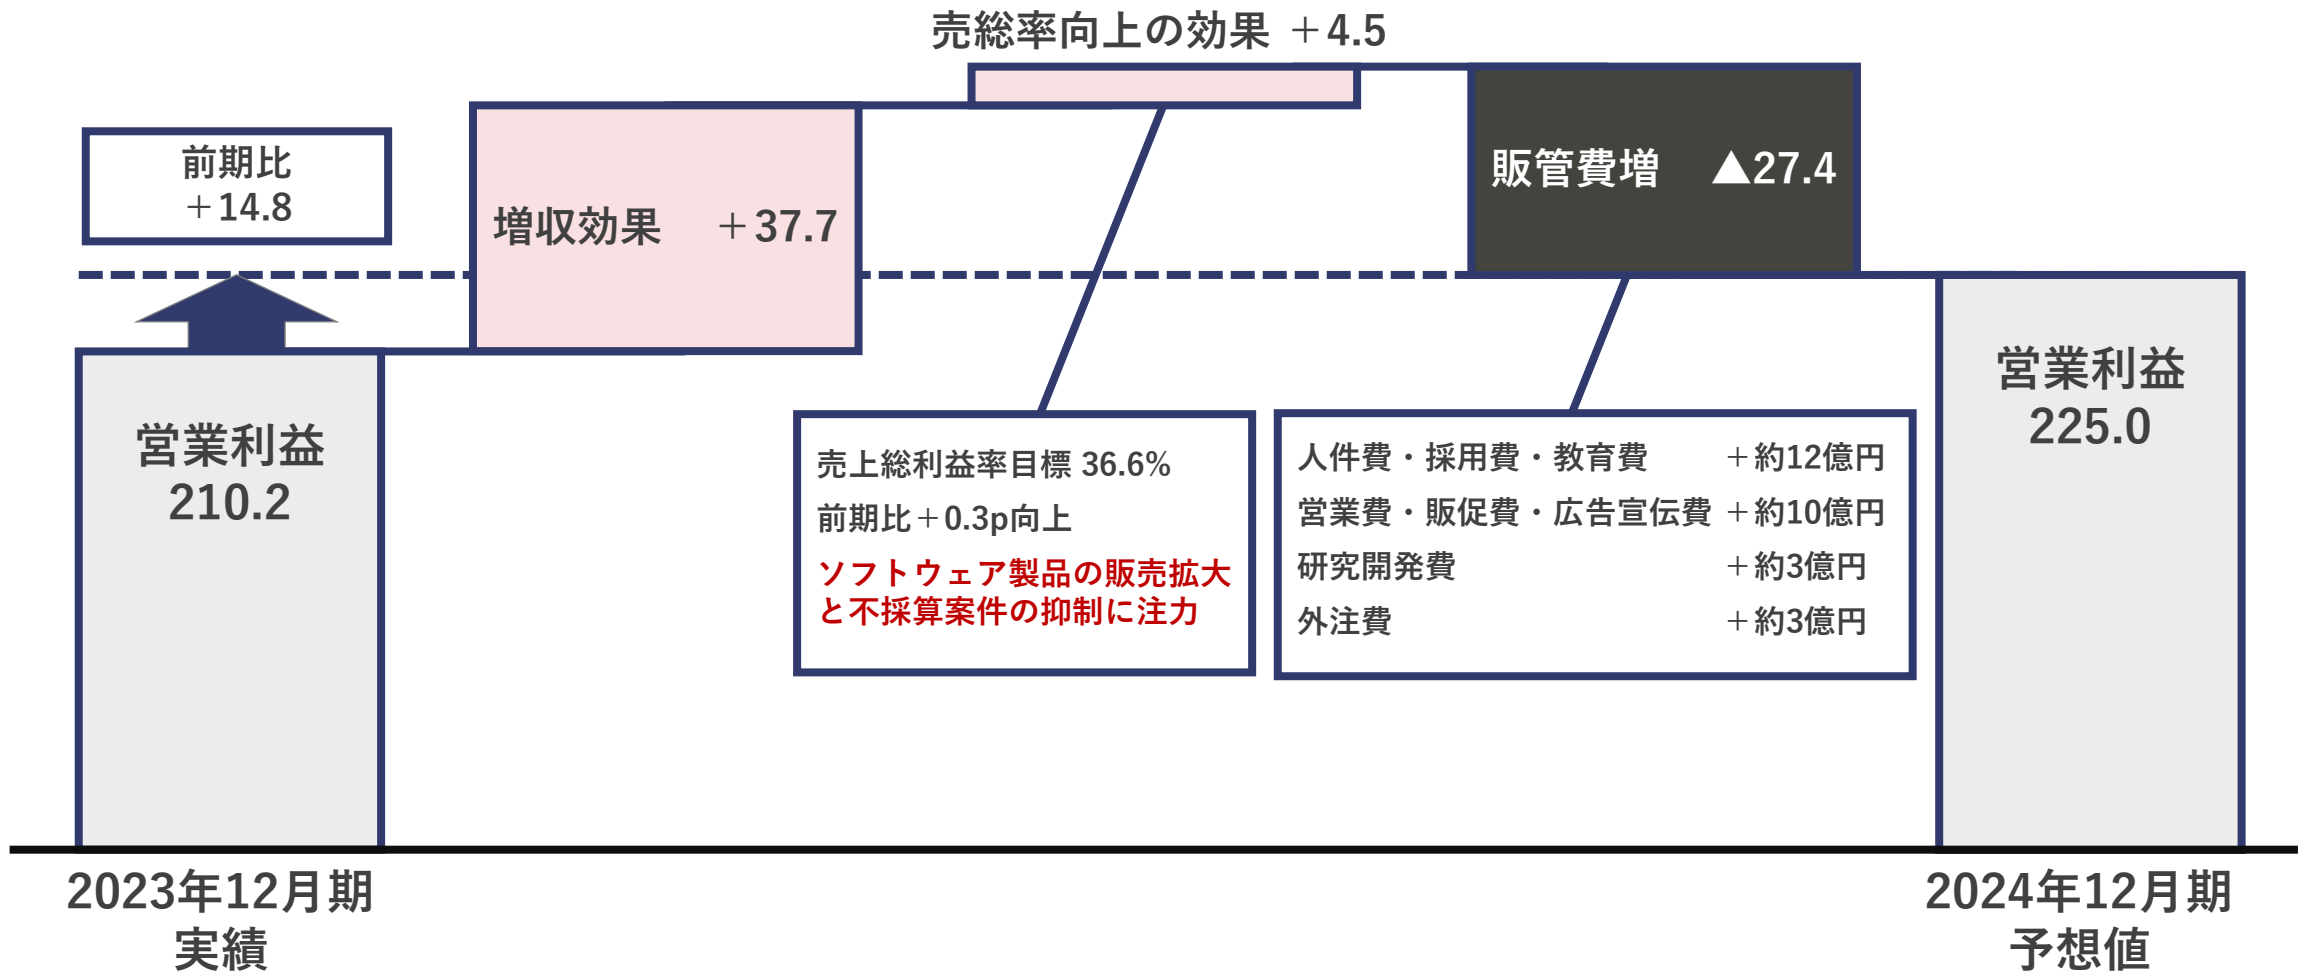 売総率向上の効果 ＋4.5
前期比
＋14.8
増収効果 ＋37.7
販管費増 ▲27.4
営業利益
210.2
営業利益
225.0
売上総利益率目標 36.6%
前期比＋0.3p向上
ソフトウェア製品の販売拡大
と不採算案件の抑制に注力
人件費・採用費・教育費 ＋約12億円
営業費・販促費・広告宣伝費 ＋約10億円
研究開発費 ＋約3億円
外注費 ＋約3億円
2023年12月期
実績
2024年12月期
予想値